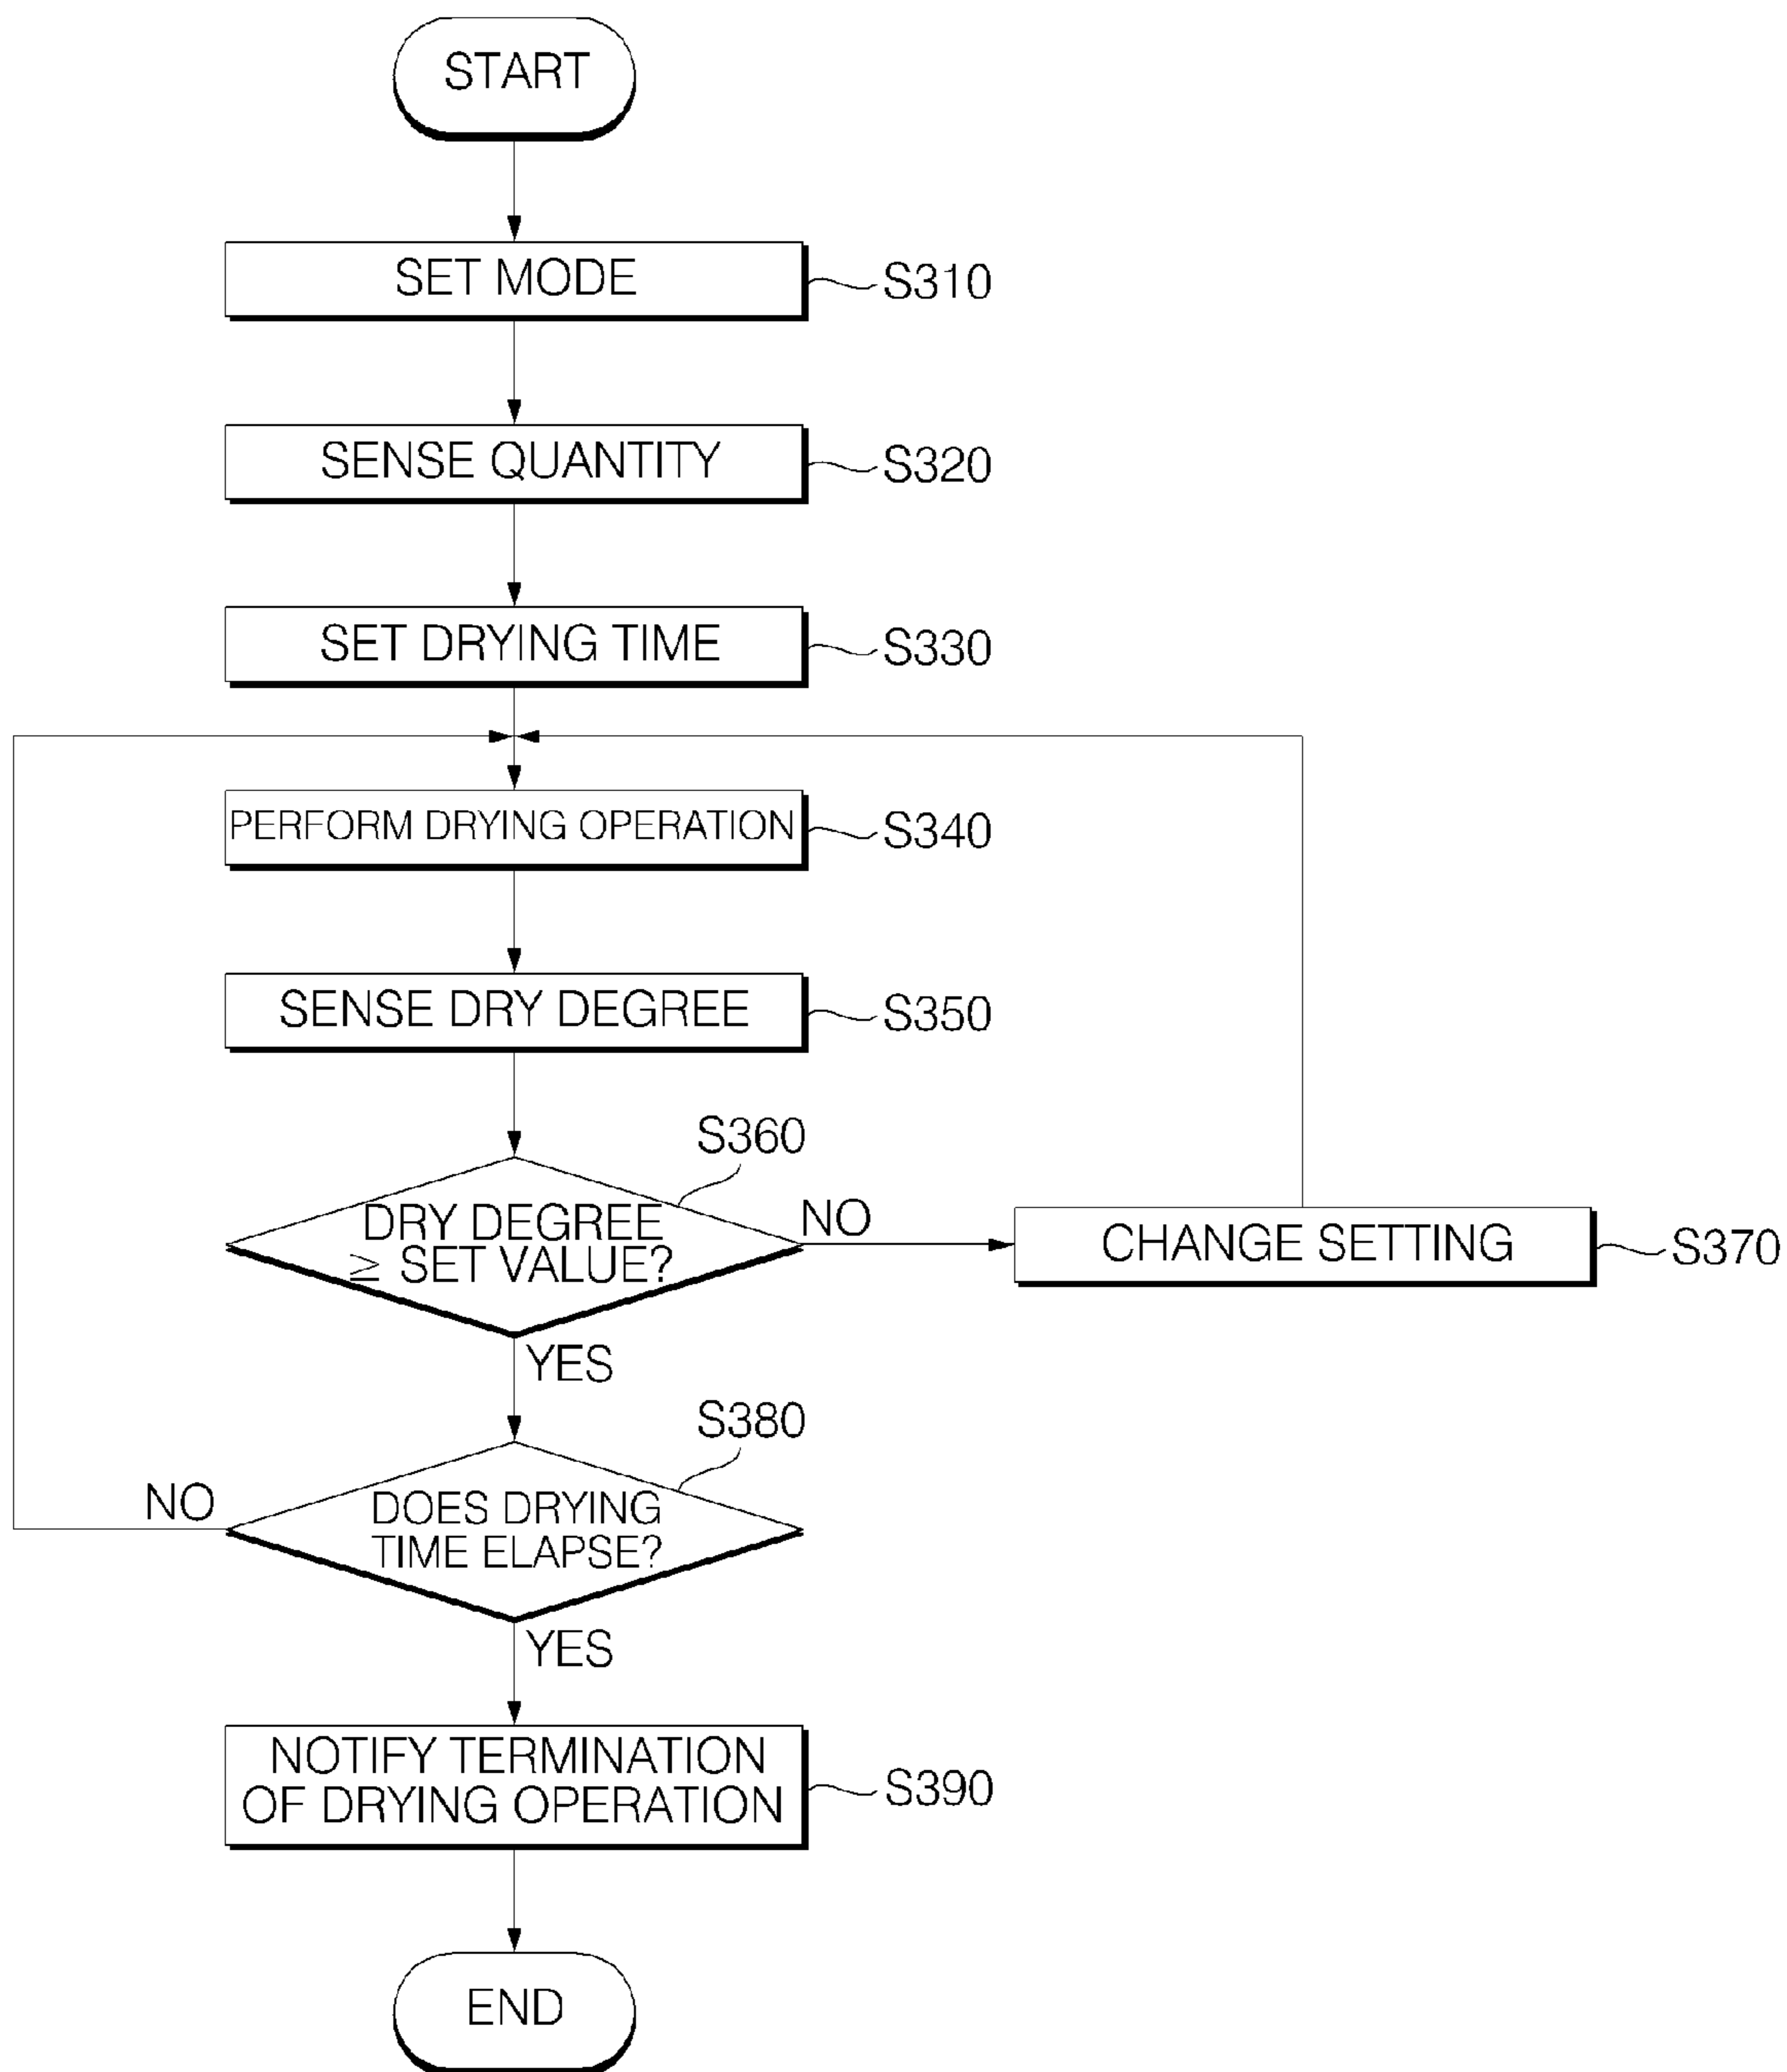 START
SET MODE
S310
SENSE QUANTITY
S320
SET DRYING TIME
S330
PERFORM DRYING OPERATION
S340
SENSE DRY DEGREE
S350
S360
DRY DEGREE
≥ SET VALUE?
NO
CHANGE SETTING
S370
YES
S380
NO
DOES DRYING
TIME ELAPSE?
YES
NOTIFY TERMINATION
OF DRYING OPERATION
S390
END